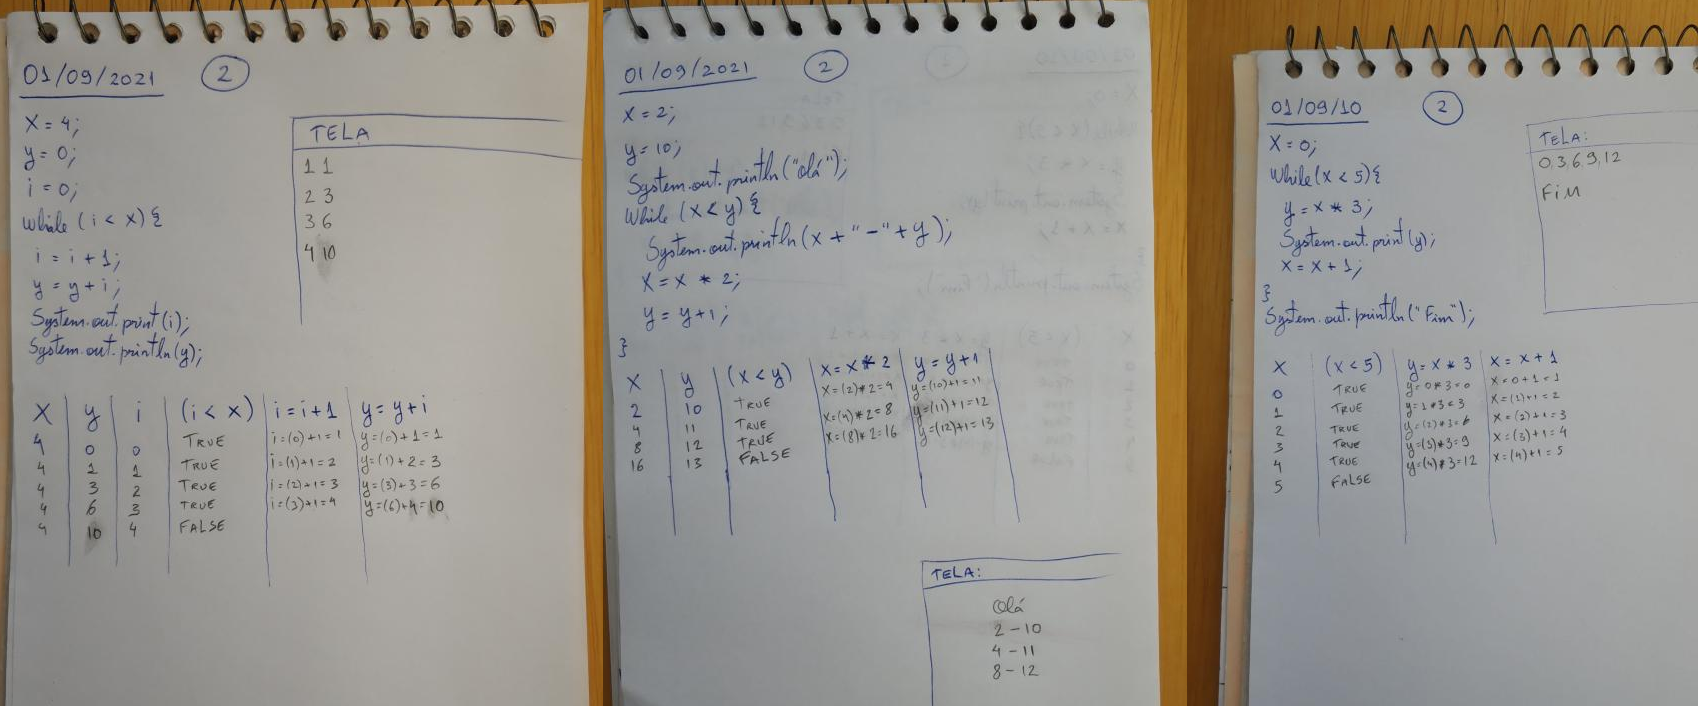 01/09/2021 2
X = 4;
y = 0;
i = 0;
While (i < x) {
i = i + 1;
y = y + i;
System.out.print(i);
System.out.println(y);
TELA
1 1
2 3
3 6
4 10
X y i (i < x) i = i + 1 y = y + i
4 0 0 TRUE i = (0) + 1 = 1 y = (0) + 1 = 1
4 1 1 TRUE i = (1) + 1 = 2 y = (1) + 2 = 3
4 3 2 TRUE i = (2) + 1 = 3 y = (3) + 3 = 6
4 6 3 TRUE i = (3) + 1 = 4 y = (6) + 4 = 10
4 10 4 FALSE
01/09/2021 2
X = 2;
y = 10;
System.out.println("Olá");
While (x < y) {
System.out.println(x + "-" + y);
X = x * 2;
y = y + 1;
}
X y (x < y) X = X * 2 y = y + 1
2 10 TRUE X = (2) * 2 = 4 y = (10) + 1 = 11
4 11 TRUE X = (4) * 2 = 8 y = (11) + 1 = 12
8 12 TRUE X = (8) * 2 = 16 y = (12) + 1 = 13
16 13 FALSE
TELA:
Olá
2 - 10
4 - 11
8 - 12
01/09/10 2
X = 0;
While (x < 5) {
y = x * 3;
System.out.print(y);
X = X + 1;
}
System.out.println("Fim");
TELA:
0,3,6,9,12
Fim
X (x < 5) y = x * 3 X = X + 1
0 TRUE y = 0 * 3 = 0 X = 0 + 1 = 1
1 TRUE y = 1 * 3 = 3 X = (1) + 1 = 2
2 TRUE y = (2) * 3 = 6 X = (2) + 1 = 3
3 TRUE y = (3) * 3 = 9 X = (3) + 1 = 4
4 TRUE y = (4) * 3 = 12 X = (4) + 1 = 5
5 FALSE